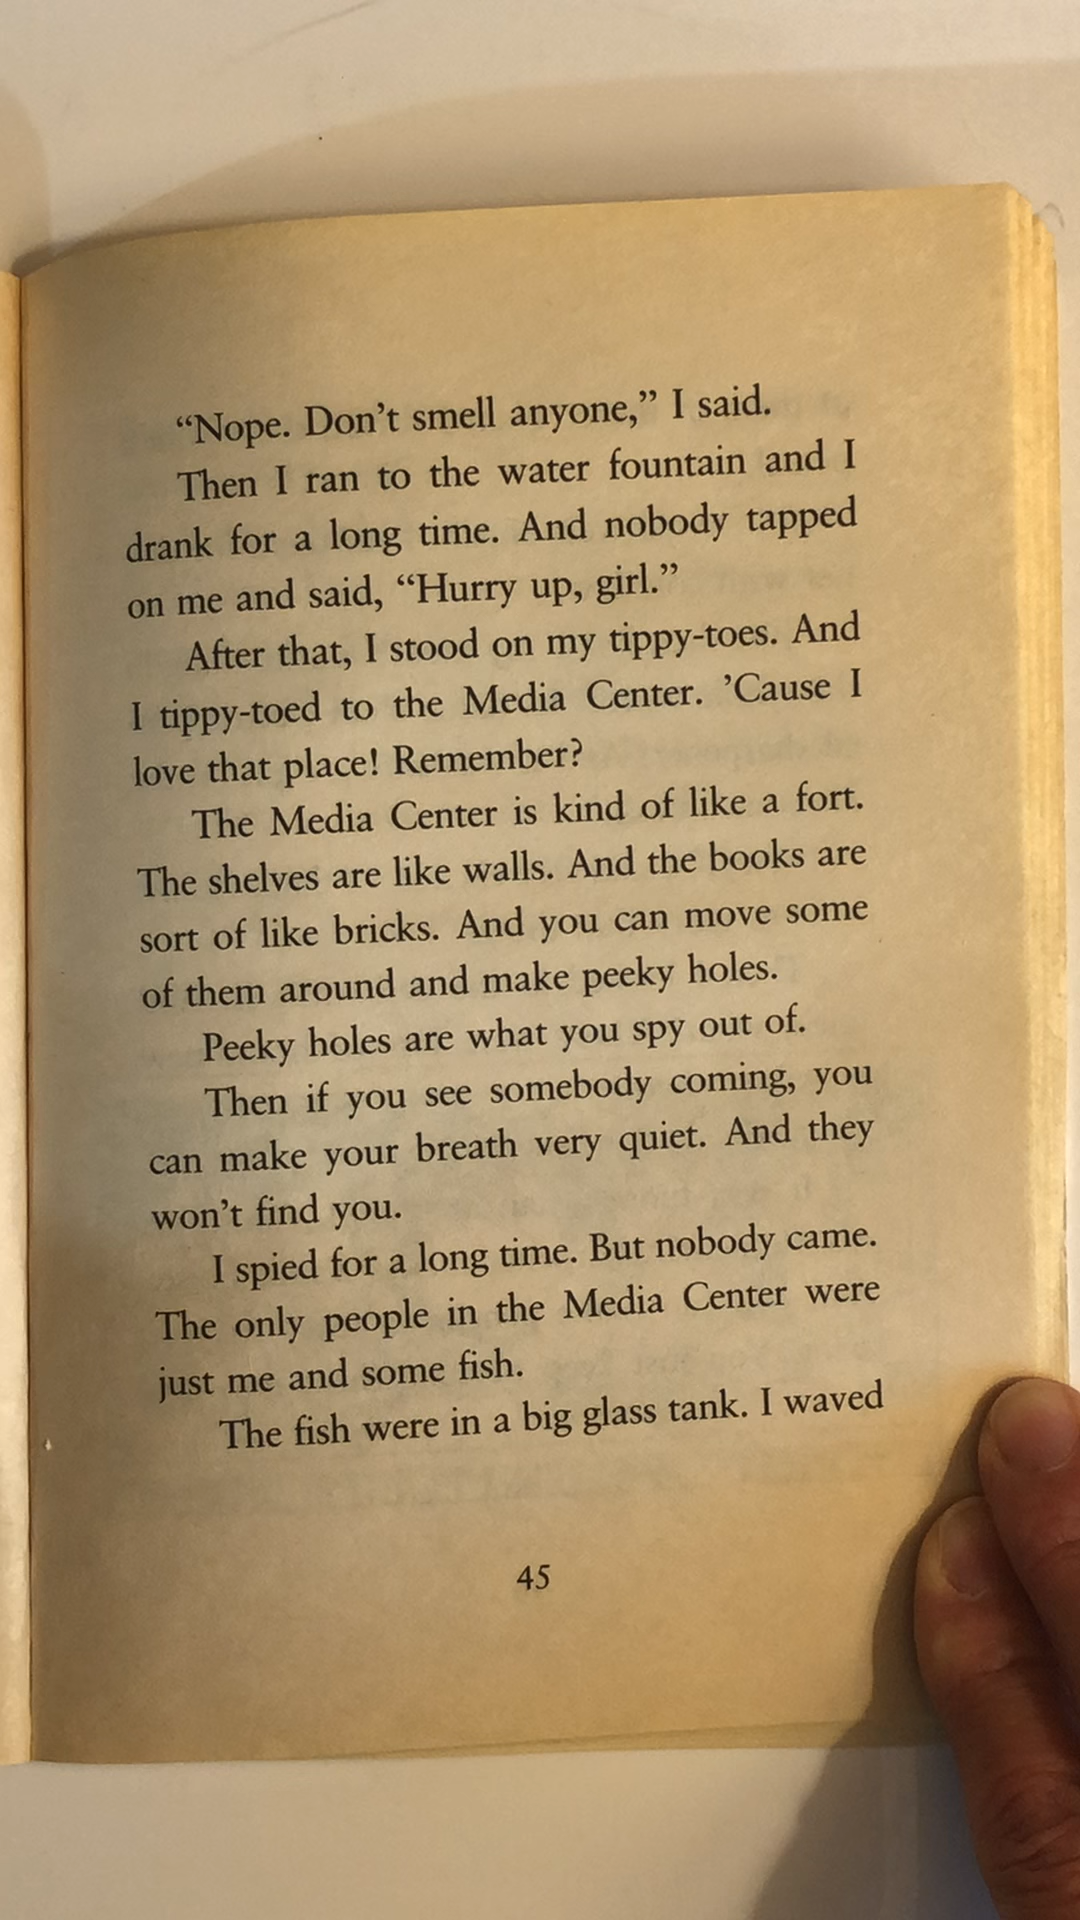 “Nope. Don’t smell anyone,” I said.
Then I ran to the water fountain and I
drank for a long time. And nobody tapped
on me and said, “Hurry up, girl.”
After that, I stood on my tippy-toes. And
I tippy-toed to the Media Center. ’Cause I
love that place! Remember?
The Media Center is kind of like a fort.
The shelves are like walls. And the books are
sort of like bricks. And you can move some
of them around and make peeky holes.
Peeky holes are what you spy out of.
Then if you see somebody coming, you
can make your breath very quiet. And they
won’t find you.
I spied for a long time. But nobody came.
The only people in the Media Center were
just me and some fish.
The fish were in a big glass tank. I waved
45